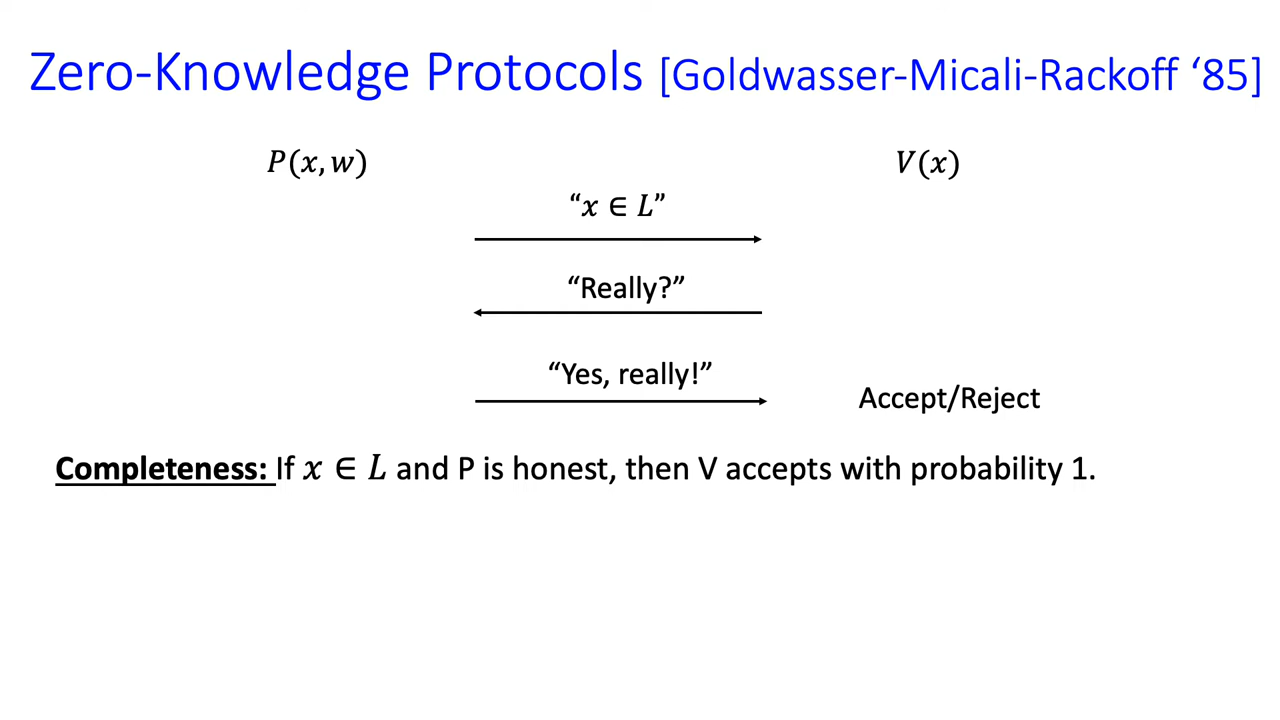 Zero-Knowledge Protocols [Goldwasser-Micali-Rackoff ‘85]
P(x, w)
V(x)
“x ∈ L”
“Really?”
“Yes, really!”
Accept/Reject
Completeness: If x ∈ L and P is honest, then V accepts with probability 1.